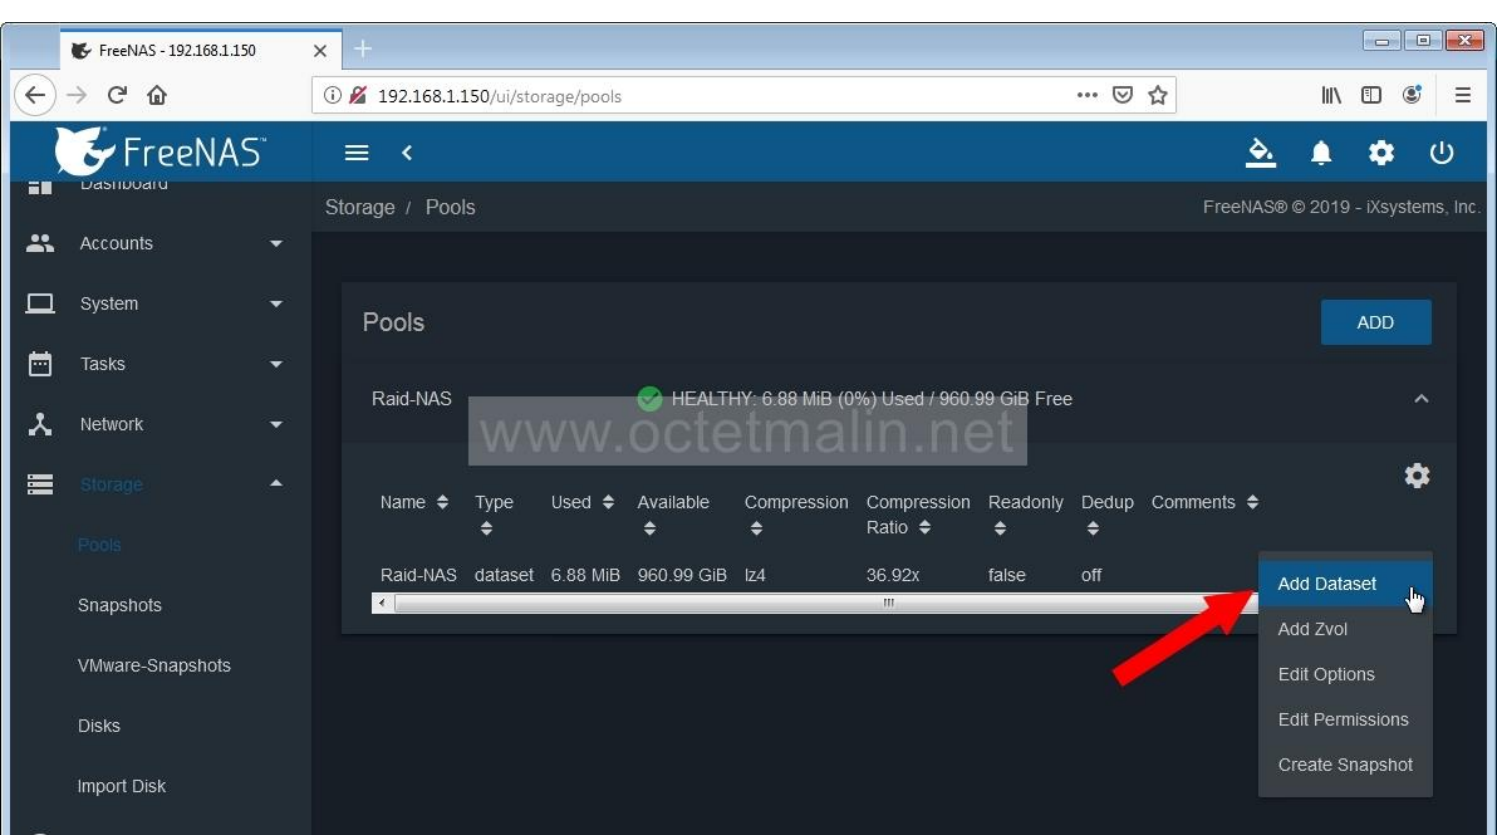 FreeNAS - 192.168.1.150
192.168.1.150/ui/storage/pools
FreeNAS™
Dashboard
Storage / Pools
FreeNAS® © 2019 - iXsystems, Inc.
Accounts
System
Tasks
Network
Storage
Pools
Snapshots
VMware-Snapshots
Disks
Import Disk
Pools
ADD
Raid-NAS
HEALTHY: 6.88 MiB (0%) Used / 960.99 GiB Free
www.octetmalin.net
Name Type Used Available Compression Compression Readonly Dedup Comments
Ratio
Raid-NAS dataset 6.88 MiB 960.99 GiB lz4 36.92x false off
Add Dataset
Add Zvol
Edit Options
Edit Permissions
Create Snapshot